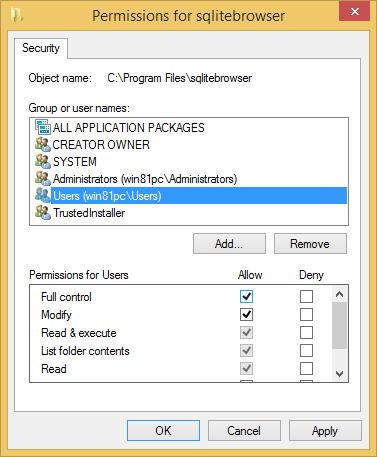 Permissions for sqlitebrowser
Security
Object name: C:\Program Files\sqlitebrowser
Group or user names:
ALL APPLICATION PACKAGES
CREATOR OWNER
SYSTEM
Administrators (win81pc\Administrators)
Users (win81pc\Users)
TrustedInstaller
Add... Remove
Permissions for Users Allow Deny
Full control
Modify
Read & execute
List folder contents
Read
OK Cancel Apply